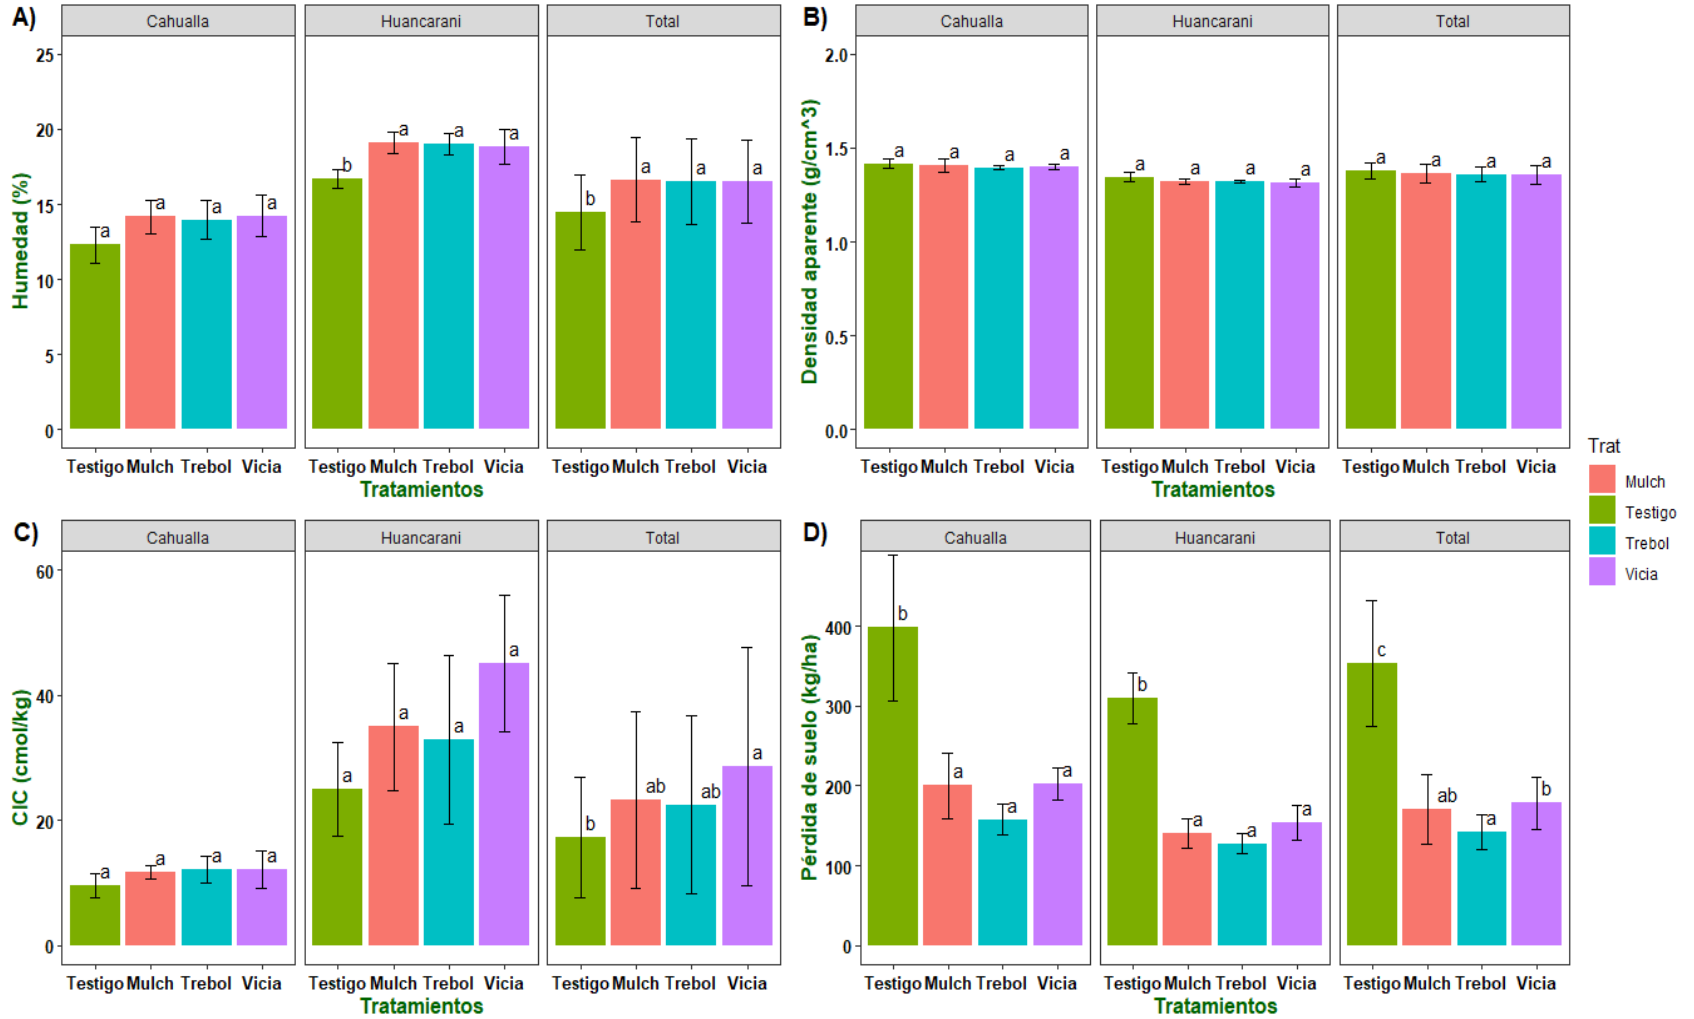 A)
Cahualla Huancarani Total
Humedad (%)
25
20
15
10
5
0
a a a a
b a a a
b a a a
Testigo Mulch Trebol Vicia Testigo Mulch Trebol Vicia Testigo Mulch Trebol Vicia
Tratamientos
B)
Cahualla Huancarani Total
Densidad aparente (g/cm^3)
2.0
1.5
1.0
0.5
0.0
a a a a
a a a a
a a a a
Testigo Mulch Trebol Vicia Testigo Mulch Trebol Vicia Testigo Mulch Trebol Vicia
Tratamientos
Trat
Mulch
Testigo
Trebol
Vicia
C)
Cahualla Huancarani Total
CIC (cmol/kg)
60
40
20
0
a a a a
a a a a
b ab ab a
Testigo Mulch Trebol Vicia Testigo Mulch Trebol Vicia Testigo Mulch Trebol Vicia
Tratamientos
D)
Cahualla Huancarani Total
Pérdida de suelo (kg/ha)
400
300
200
100
0
b a a a
b a a a
c ab a b
Testigo Mulch Trebol Vicia Testigo Mulch Trebol Vicia Testigo Mulch Trebol Vicia
Tratamientos